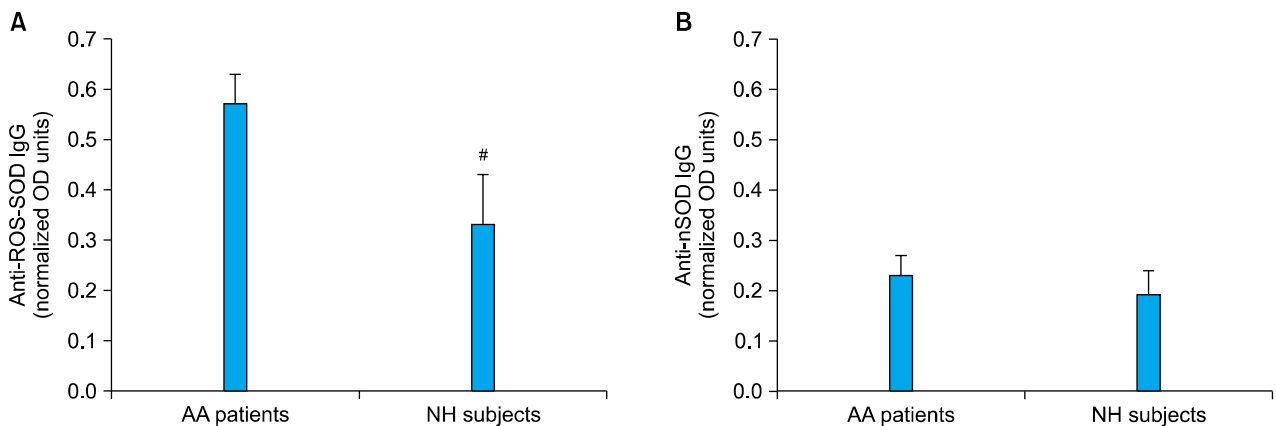 A
Anti-ROS-SOD IgG
(normalized OD units)
0.7
0.6
0.5
0.4
0.3
0.2
0.1
0.0
#
AA patients
NH subjects
B
Anti-nSOD IgG
(normalized OD units)
0.7
0.6
0.5
0.4
0.3
0.2
0.1
0.0
AA patients
NH subjects